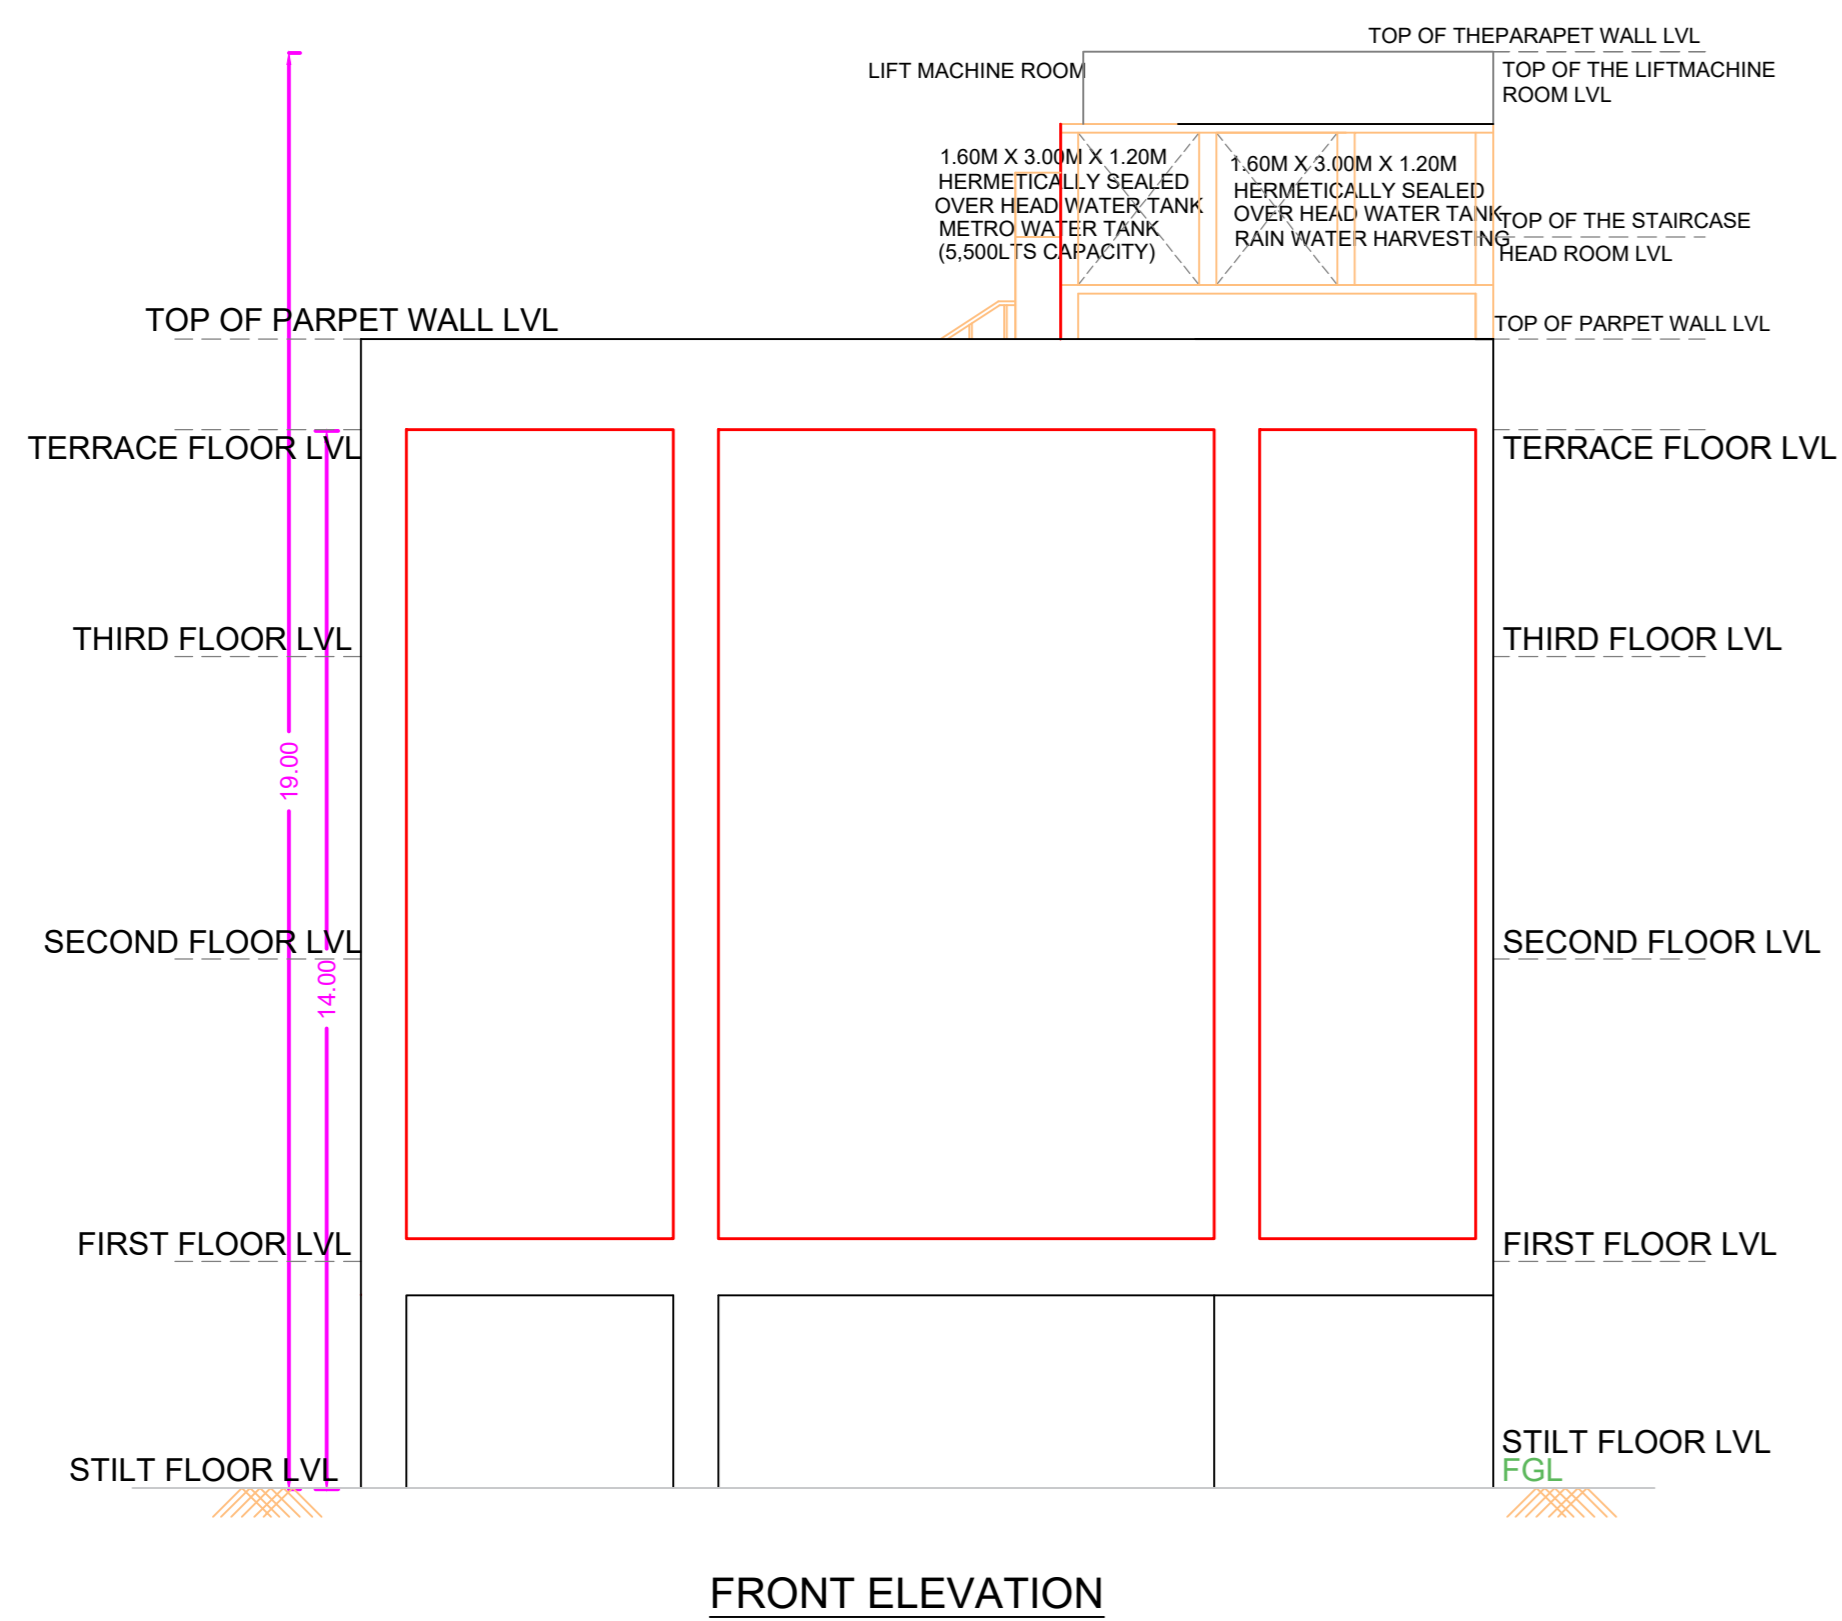 TOP OF THEPARAPET WALL LVL
LIFT MACHINE ROOM
TOP OF THE LIFTMACHINE
ROOM LVL
1.60M X 3.00M X 1.20M
HERMETICALLY SEALED
OVER HEAD WATER TANK
METRO WATER TANK
(5,500LTS CAPACITY)
1.60M X 3.00M X 1.20M
HERMETICALLY SEALED
OVER HEAD WATER TANK
RAIN WATER HARVESTING
TOP OF THE STAIRCASE
HEAD ROOM LVL
TOP OF PARPET WALL LVL
TOP OF PARPET WALL LVL
TERRACE FLOOR LVL
TERRACE FLOOR LVL
THIRD FLOOR LVL
THIRD FLOOR LVL
19.00
SECOND FLOOR LVL
SECOND FLOOR LVL
14.00
FIRST FLOOR LVL
FIRST FLOOR LVL
STILT FLOOR LVL
STILT FLOOR LVL
FGL
FRONT ELEVATION